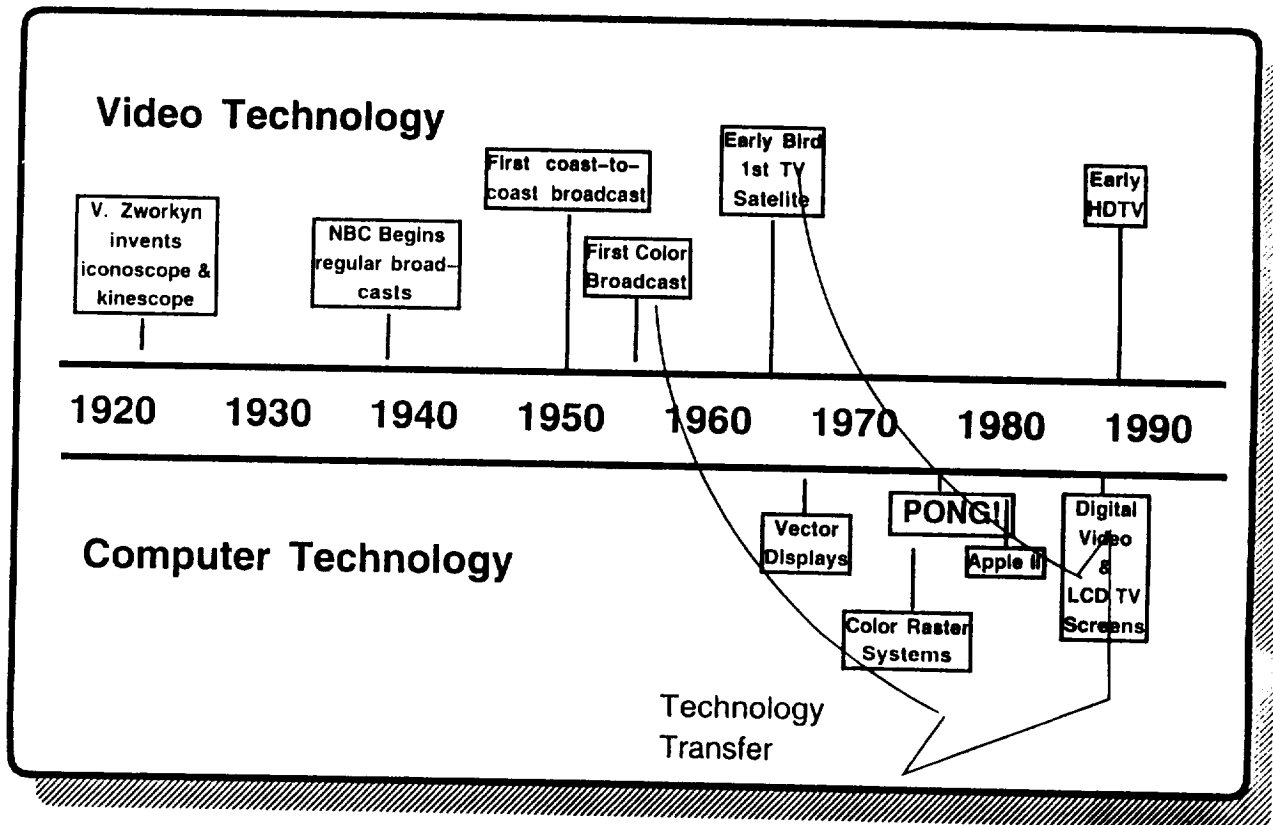 Video Technology
V. Zworkyn
invents
iconoscope &
kinescope
NBC Begins
regular broad-
casts
First coast-to-
coast broadcast
First Color
Broadcast
Early Bird
1st TV
Satelite
Early
HDTV
1920 1930 1940 1950 1960 1970 1980 1990
Computer Technology
Vector
Displays
PONG!
Apple II
Color Raster
Systems
Digital
Video
&
LCD TV
Screens
Technology
Transfer